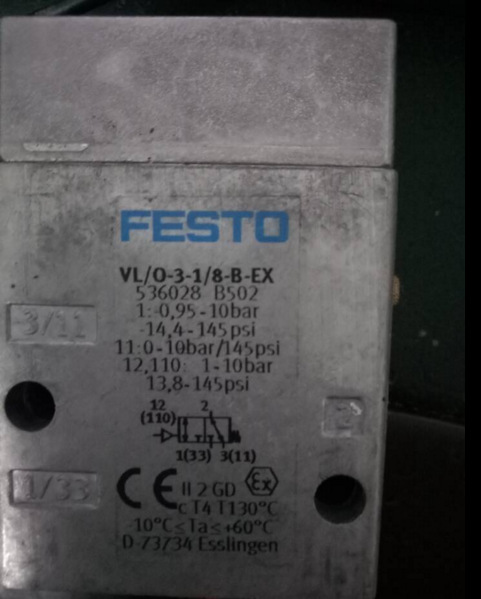 FESTO
VL/O-3-1/8-B-EX
536028 B502
1:-0,95-10bar
-14,4-145psi
11:0-10bar/145psi
12,110: 1-10bar
13,8-145psi
3/11
12
(110)
2
1(33) 3(11)
1/33
CE II 2 GD Ex
c T4 T130°C
-10°C≤Ta≤+60°C
D-73734 Esslingen